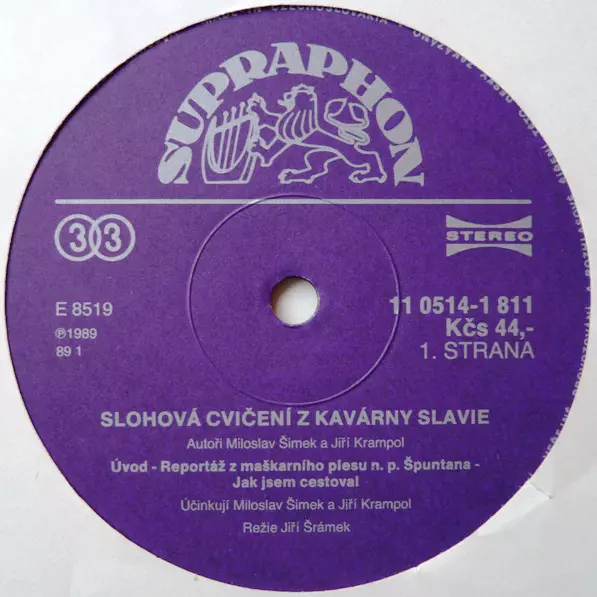 SUPRAPHON
33
STEREO
E 8519
℗1989
89 1
11 0514-1 811
Kčs 44,-
1. STRANA
SLOHOVÁ CVIČENÍ Z KAVÁRNY SLAVIE
Autoři Miloslav Šimek a Jiří Krampol
Úvod - Reportáž z maškarního plesu n. p. Špuntana -
Jak jsem cestoval
Účinkují Miloslav Šimek a Jiří Krampol
Režie Jiří Šrámek